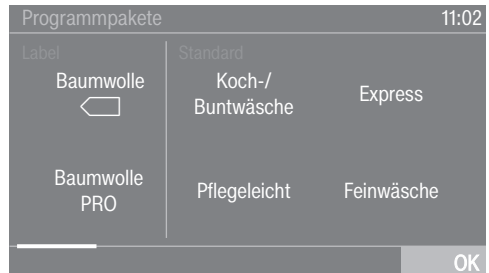 Programmpakete 11:02
Label Standard
Baumwolle
Koch-/
Buntwäsche
Express
Baumwolle
PRO
Pflegeleicht
Feinwäsche
OK